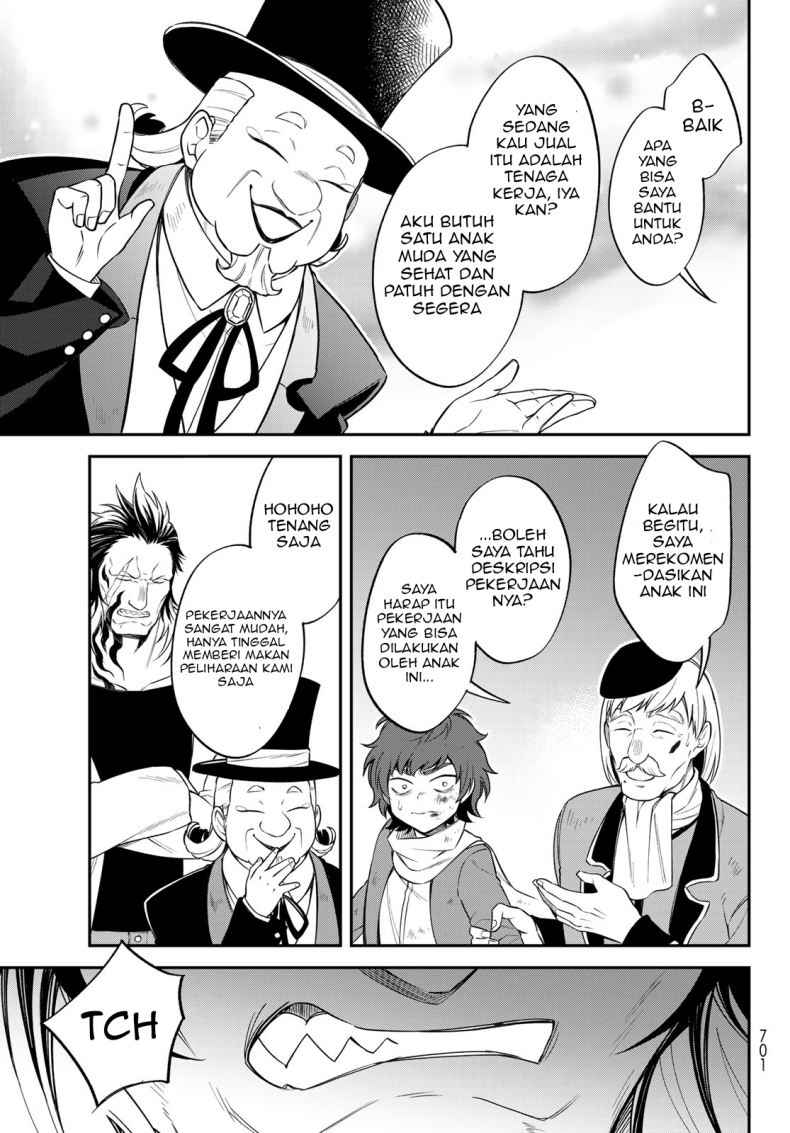 B-
BAIK
APA
YANG
BISA
SAYA
BANTU
UNTUK
ANDA?
YANG
SEDANG
KAU JUAL
ITU ADALAH
TENAGA
KERJA, IYA
KAN?
AKU BUTUH
SATU ANAK
MUDA YANG
SEHAT DAN
PATUH DENGAN
SEGERA
KALAU
BEGITU,
SAYA
MEREKOMEN
-DASIKAN
ANAK INI
...BOLEH
SAYA TAHU
DESKRIPSI
PEKERJAAN
NYA?
SAYA
HARAP ITU
PEKERJAAN
YANG BISA
DILAKUKAN
OLEH ANAK
INI...
HOHOHO
TENANG
SAJA
PEKERJAANNYA
SANGAT MUDAH,
HANYA TINGGAL
MEMBERI MAKAN
PELIHARAAN KAMI
SAJA
TCH
701